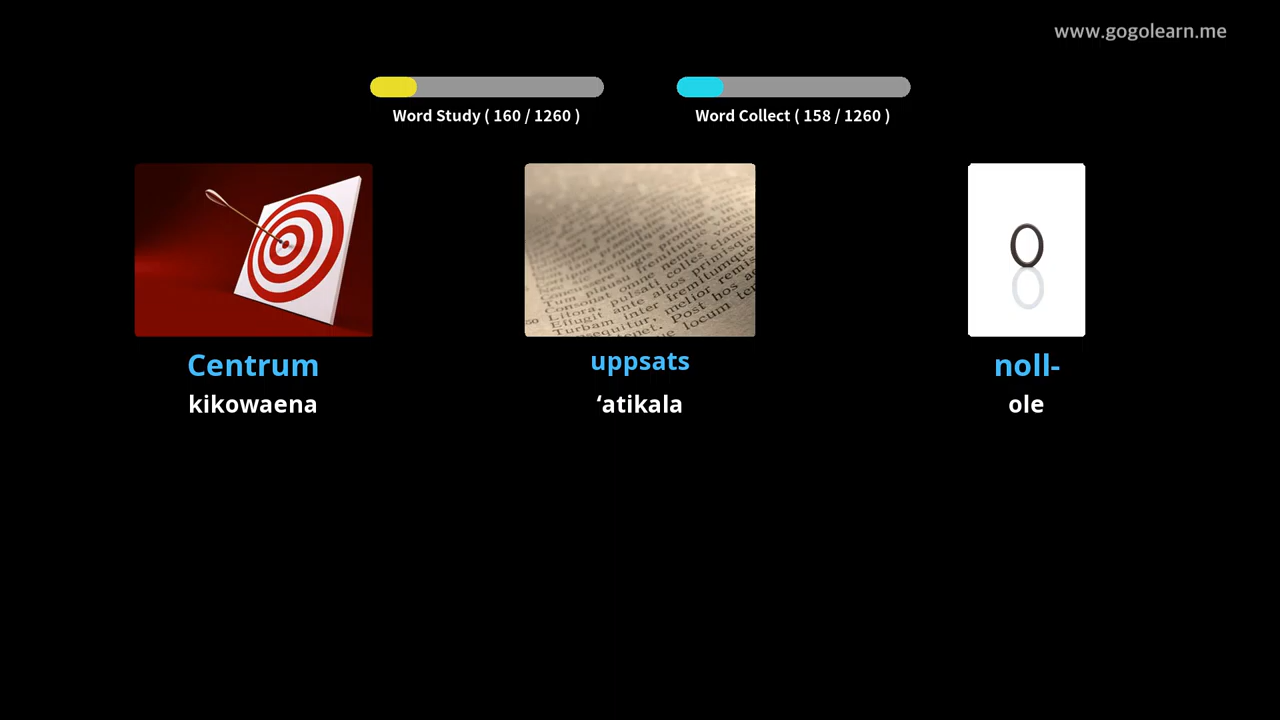 www.gogolearn.me
Word Study ( 160 / 1260 )
Word Collect ( 158 / 1260 )
Centrum
kikowaena
uppsats
ʻatikala
noll-
ole